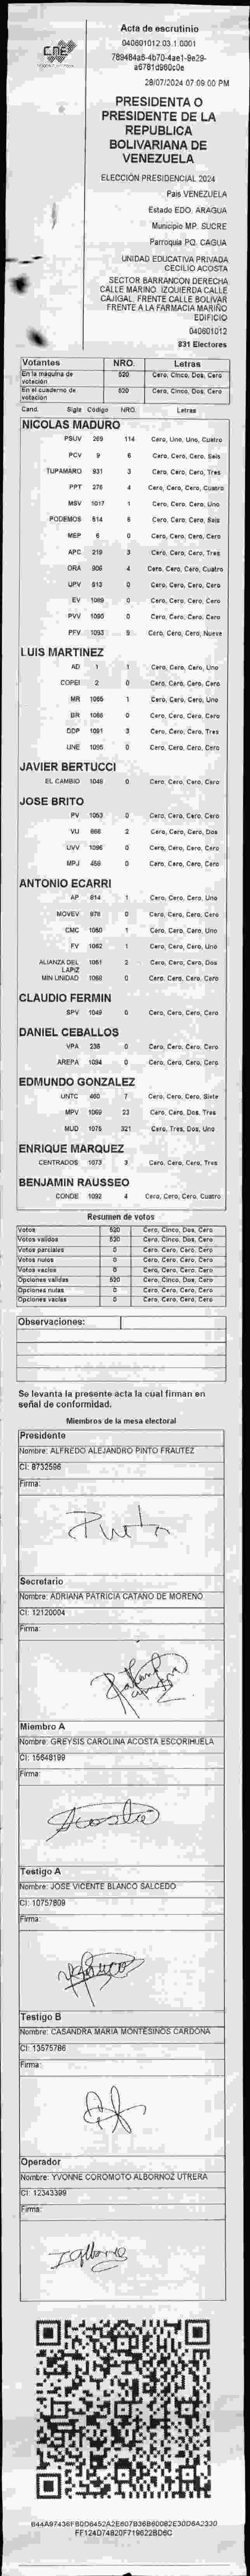 CNE
Acta de escrutinio
040601012.03.1.0001
28/07/2024 07:09:00 PM
PRESIDENTA O
PRESIDENTE DE LA
REPUBLICA
BOLIVARIANA DE
VENEZUELA
ELECCIÓN PRESIDENCIAL 2024
País VENEZUELA
Estado EDO. ARAGUA
Municipio MP. SUCRE
Parroquia PQ. CAGUA
UNIDAD EDUCATIVA PRIVADA
CECILIO ACOSTA
SECTOR BARRANCON DERECHA
CALLE MARIÑO. IZQUIERDA CALLE
CAJIGAL. FRENTE CALLE BOLIVAR
FRENTE A LA FARMACIA MARIÑO
EDIFICIO
040601012
831 Electores
Votantes NRO. Letras
En la máquina de votación 520 Cero, Cinco, Dos, Cero
En el cuaderno de votación 520 Cero, Cinco, Dos, Cero
Cand. Sigla Código NRO. Letras
NICOLAS MADURO
PSUV 269 114 Cero, Uno, Uno, Cuatro
PCV 9 6 Cero, Cero, Cero, Seis
TUPAMARO 931 3 Cero, Cero, Cero, Tres
PPT 276 4 Cero, Cero, Cero, Cuatro
MSV 1017 1 Cero, Cero, Cero, Uno
PODEMOS 614 6 Cero, Cero, Cero, Seis
MEP 6 0 Cero, Cero, Cero, Cero
APC 219 3 Cero, Cero, Cero, Tres
ORA 906 4 Cero, Cero, Cero, Cuatro
UPV 613 0 Cero, Cero, Cero, Cero
EV 1089 0 Cero, Cero, Cero, Cero
PVV 1090 0 Cero, Cero, Cero, Cero
PFV 1093 9 Cero, Cero, Cero, Nueve
LUIS MARTINEZ
AD 1 1 Cero, Cero, Cero, Uno
COPEI 2 0 Cero, Cero, Cero, Cero
MR 1065 1 Cero, Cero, Cero, Uno
BR 1066 0 Cero, Cero, Cero, Cero
DDP 1091 3 Cero, Cero, Cero, Tres
UNE 1095 0 Cero, Cero, Cero, Cero
JAVIER BERTUCCI
EL CAMBIO 1048 0 Cero, Cero, Cero, Cero
JOSE BRITO
PV 1053 0 Cero, Cero, Cero, Cero
VU 666 2 Cero, Cero, Cero, Dos
UVV 1096 0 Cero, Cero, Cero, Cero
MPJ 459 0 Cero, Cero, Cero, Cero
ANTONIO ECARRI
AP 814 1 Cero, Cero, Cero, Uno
MOVEV 978 0 Cero, Cero, Cero, Cero
CMC 1060 1 Cero, Cero, Cero, Uno
FV 1062 1 Cero, Cero, Cero, Uno
ALIANZA DEL LAPIZ 1051 2 Cero, Cero, Cero, Dos
MIN UNIDAD 1068 0 Cero, Cero, Cero, Cero
CLAUDIO FERMIN
SPV 1049 0 Cero, Cero, Cero, Cero
DANIEL CEBALLOS
VPA 236 0 Cero, Cero, Cero, Cero
AREPA 1094 0 Cero, Cero, Cero, Cero
EDMUNDO GONZALEZ
UNTC 460 7 Cero, Cero, Cero, Siete
MPV 1069 23 Cero, Cero, Dos, Tres
MUD 1075 321 Cero, Tres, Dos, Uno
ENRIQUE MARQUEZ
CENTRADOS 1073 3 Cero, Cero, Cero, Tres
BENJAMIN RAUSSEO
CONDE 1092 4 Cero, Cero, Cero, Cuatro
Resumen de votos
Votos 520 Cero, Cinco, Dos, Cero
Votos validos 520 Cero, Cinco, Dos, Cero
Votos parciales 0 Cero, Cero, Cero, Cero
Votos nulos 0 Cero, Cero, Cero, Cero
Votos vacios 0 Cero, Cero, Cero, Cero
Opciones validas 520 Cero, Cinco, Dos, Cero
Opciones nulas 0 Cero, Cero, Cero, Cero
Opciones vacias 0 Cero, Cero, Cero, Cero
Observaciones:
Se levanta la presente acta la cual firman en
señal de conformidad.
Miembros de la mesa electoral
Presidente
Nombre: ALFREDO ALEJANDRO PINTO FRAUTEZ
CI: 8732596
Firma:
Pinto
Secretario
Nombre: ADRIANA PATRICIA CATAÑO DE MORENO
CI: 12120004
Firma:
Miembro A
Nombre: GREYSIS CAROLINA ACOSTA ESCORIHUELA
CI: 15648199
Firma:
Acosta
Testigo A
Nombre: JOSE VICENTE BLANCO SALCEDO
CI: 10757809
Firma:
Testigo B
Nombre: CASANDRA MARIA MONTESINOS CARDONA
CI: 13575786
Firma:
Operador
Nombre: YVONNE COROMOTO ALBORNOZ UTRERA
CI: 12343399
Firma: